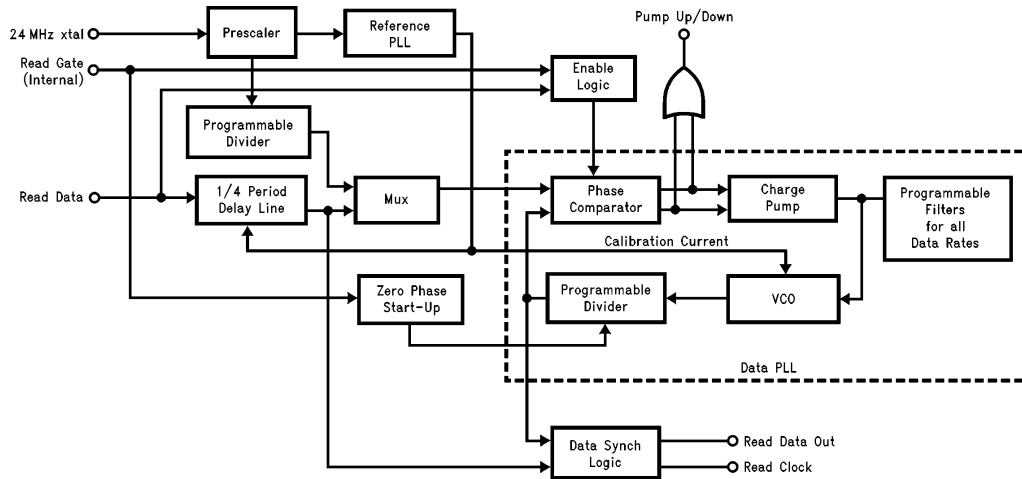 Pump Up/Down
24 MHz xtal
Prescaler
Reference
PLL
Read Gate
(Internal)
Enable
Logic
Programmable
Divider
Read Data
1/4 Period
Delay Line
Mux
Phase
Comparator
Charge
Pump
Programmable
Filters
for all
Data Rates
Calibration Current
Zero Phase
Start-Up
Programmable
Divider
VCO
Data PLL
Data Synch
Logic
Read Data Out
Read Clock